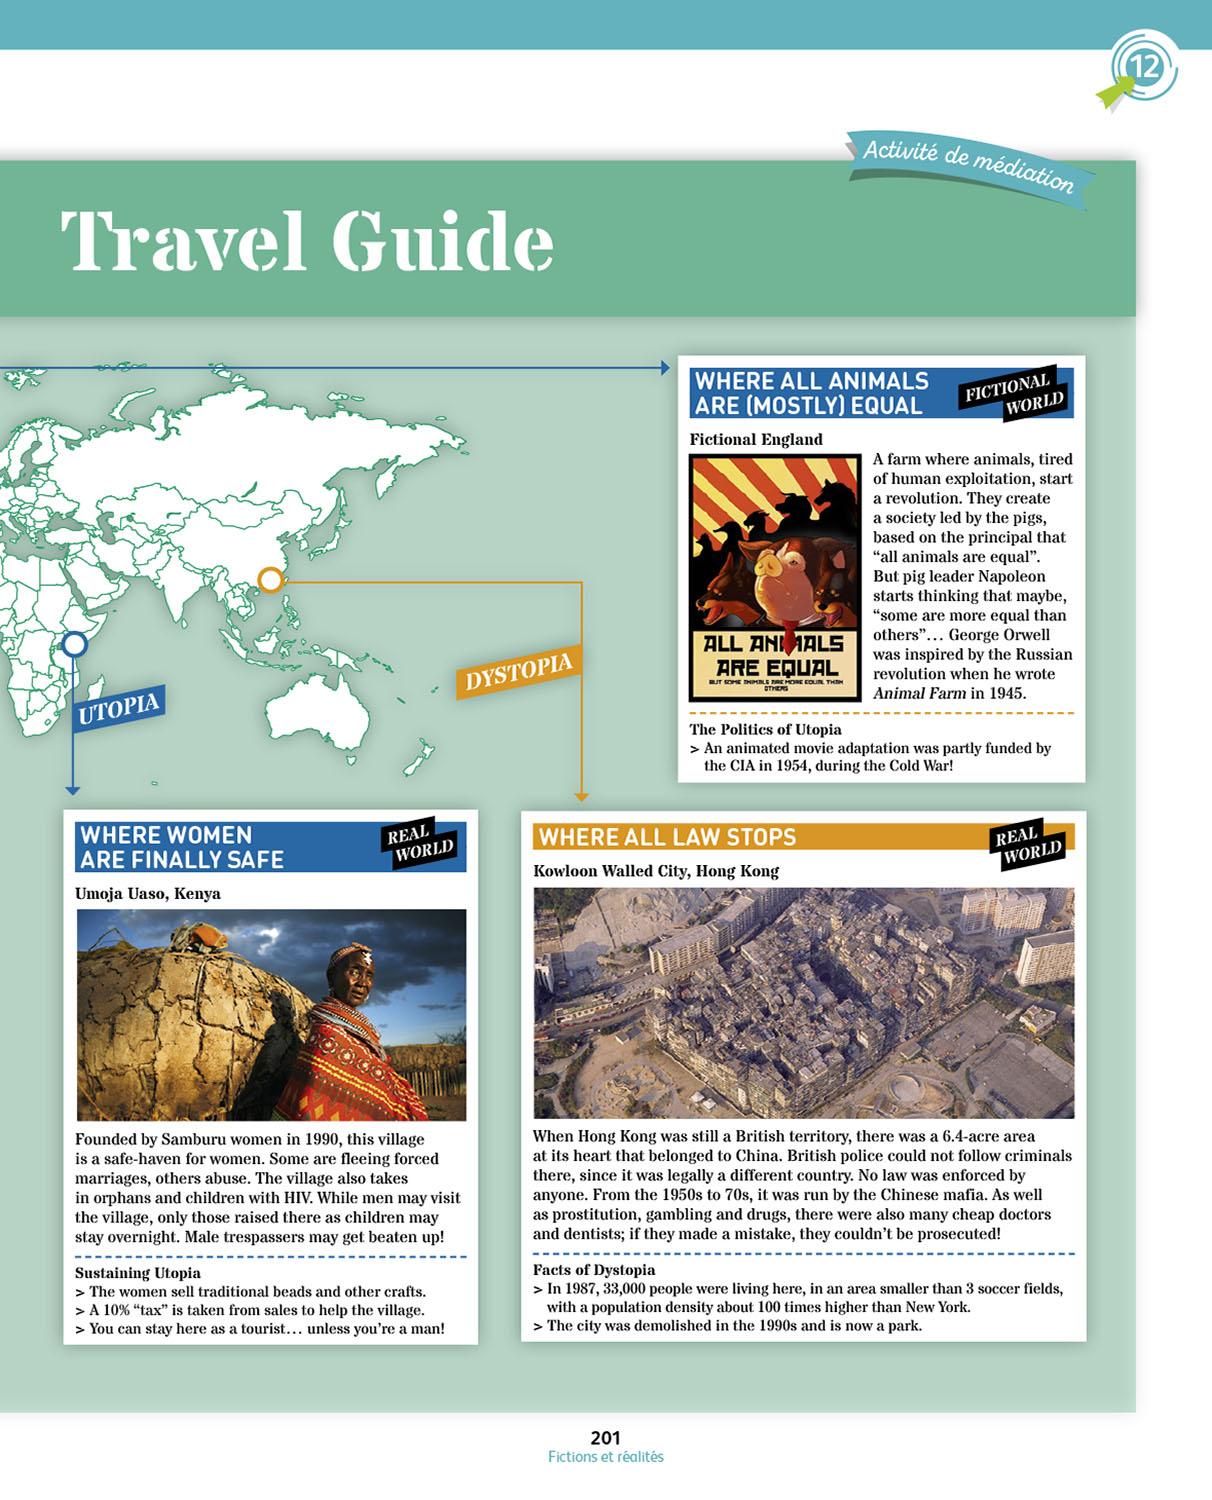 12
Activité de médiation
Travel Guide
WHERE ALL ANIMALS
ARE (MOSTLY) EQUAL
FICTIONAL
WORLD
Fictional England
A farm where animals, tired
of human exploitation, start
a revolution. They create
a society led by the pigs,
based on the principal that
“all animals are equal”.
But pig leader Napoleon
starts thinking that maybe,
“some are more equal than
others”… George Orwell
was inspired by the Russian
revolution when he wrote
Animal Farm in 1945.
ALL ANIMALS
ARE EQUAL
BUT SOME ANIMALS ARE MORE EQUAL THAN
OTHERS
The Politics of Utopia
> An animated movie adaptation was partly funded by
the CIA in 1954, during the Cold War!
UTOPIA
DYSTOPIA
WHERE WOMEN
ARE FINALLY SAFE
REAL
WORLD
Umoja Uaso, Kenya
Founded by Samburu women in 1990, this village
is a safe-haven for women. Some are fleeing forced
marriages, others abuse. The village also takes
in orphans and children with HIV. While men may visit
the village, only those raised there as children may
stay overnight. Male trespassers may get beaten up!
Sustaining Utopia
> The women sell traditional beads and other crafts.
> A 10% “tax” is taken from sales to help the village.
> You can stay here as a tourist… unless you’re a man!
WHERE ALL LAW STOPS
REAL
WORLD
Kowloon Walled City, Hong Kong
When Hong Kong was still a British territory, there was a 6.4-acre area
at its heart that belonged to China. British police could not follow criminals
there, since it was legally a different country. No law was enforced by
anyone. From the 1950s to 70s, it was run by the Chinese mafia. As well
as prostitution, gambling and drugs, there were also many cheap doctors
and dentists; if they made a mistake, they couldn’t be prosecuted!
Facts of Dystopia
> In 1987, 33,000 people were living here, in an area smaller than 3 soccer fields,
with a population density about 100 times higher than New York.
> The city was demolished in the 1990s and is now a park.
201
Fictions et réalités